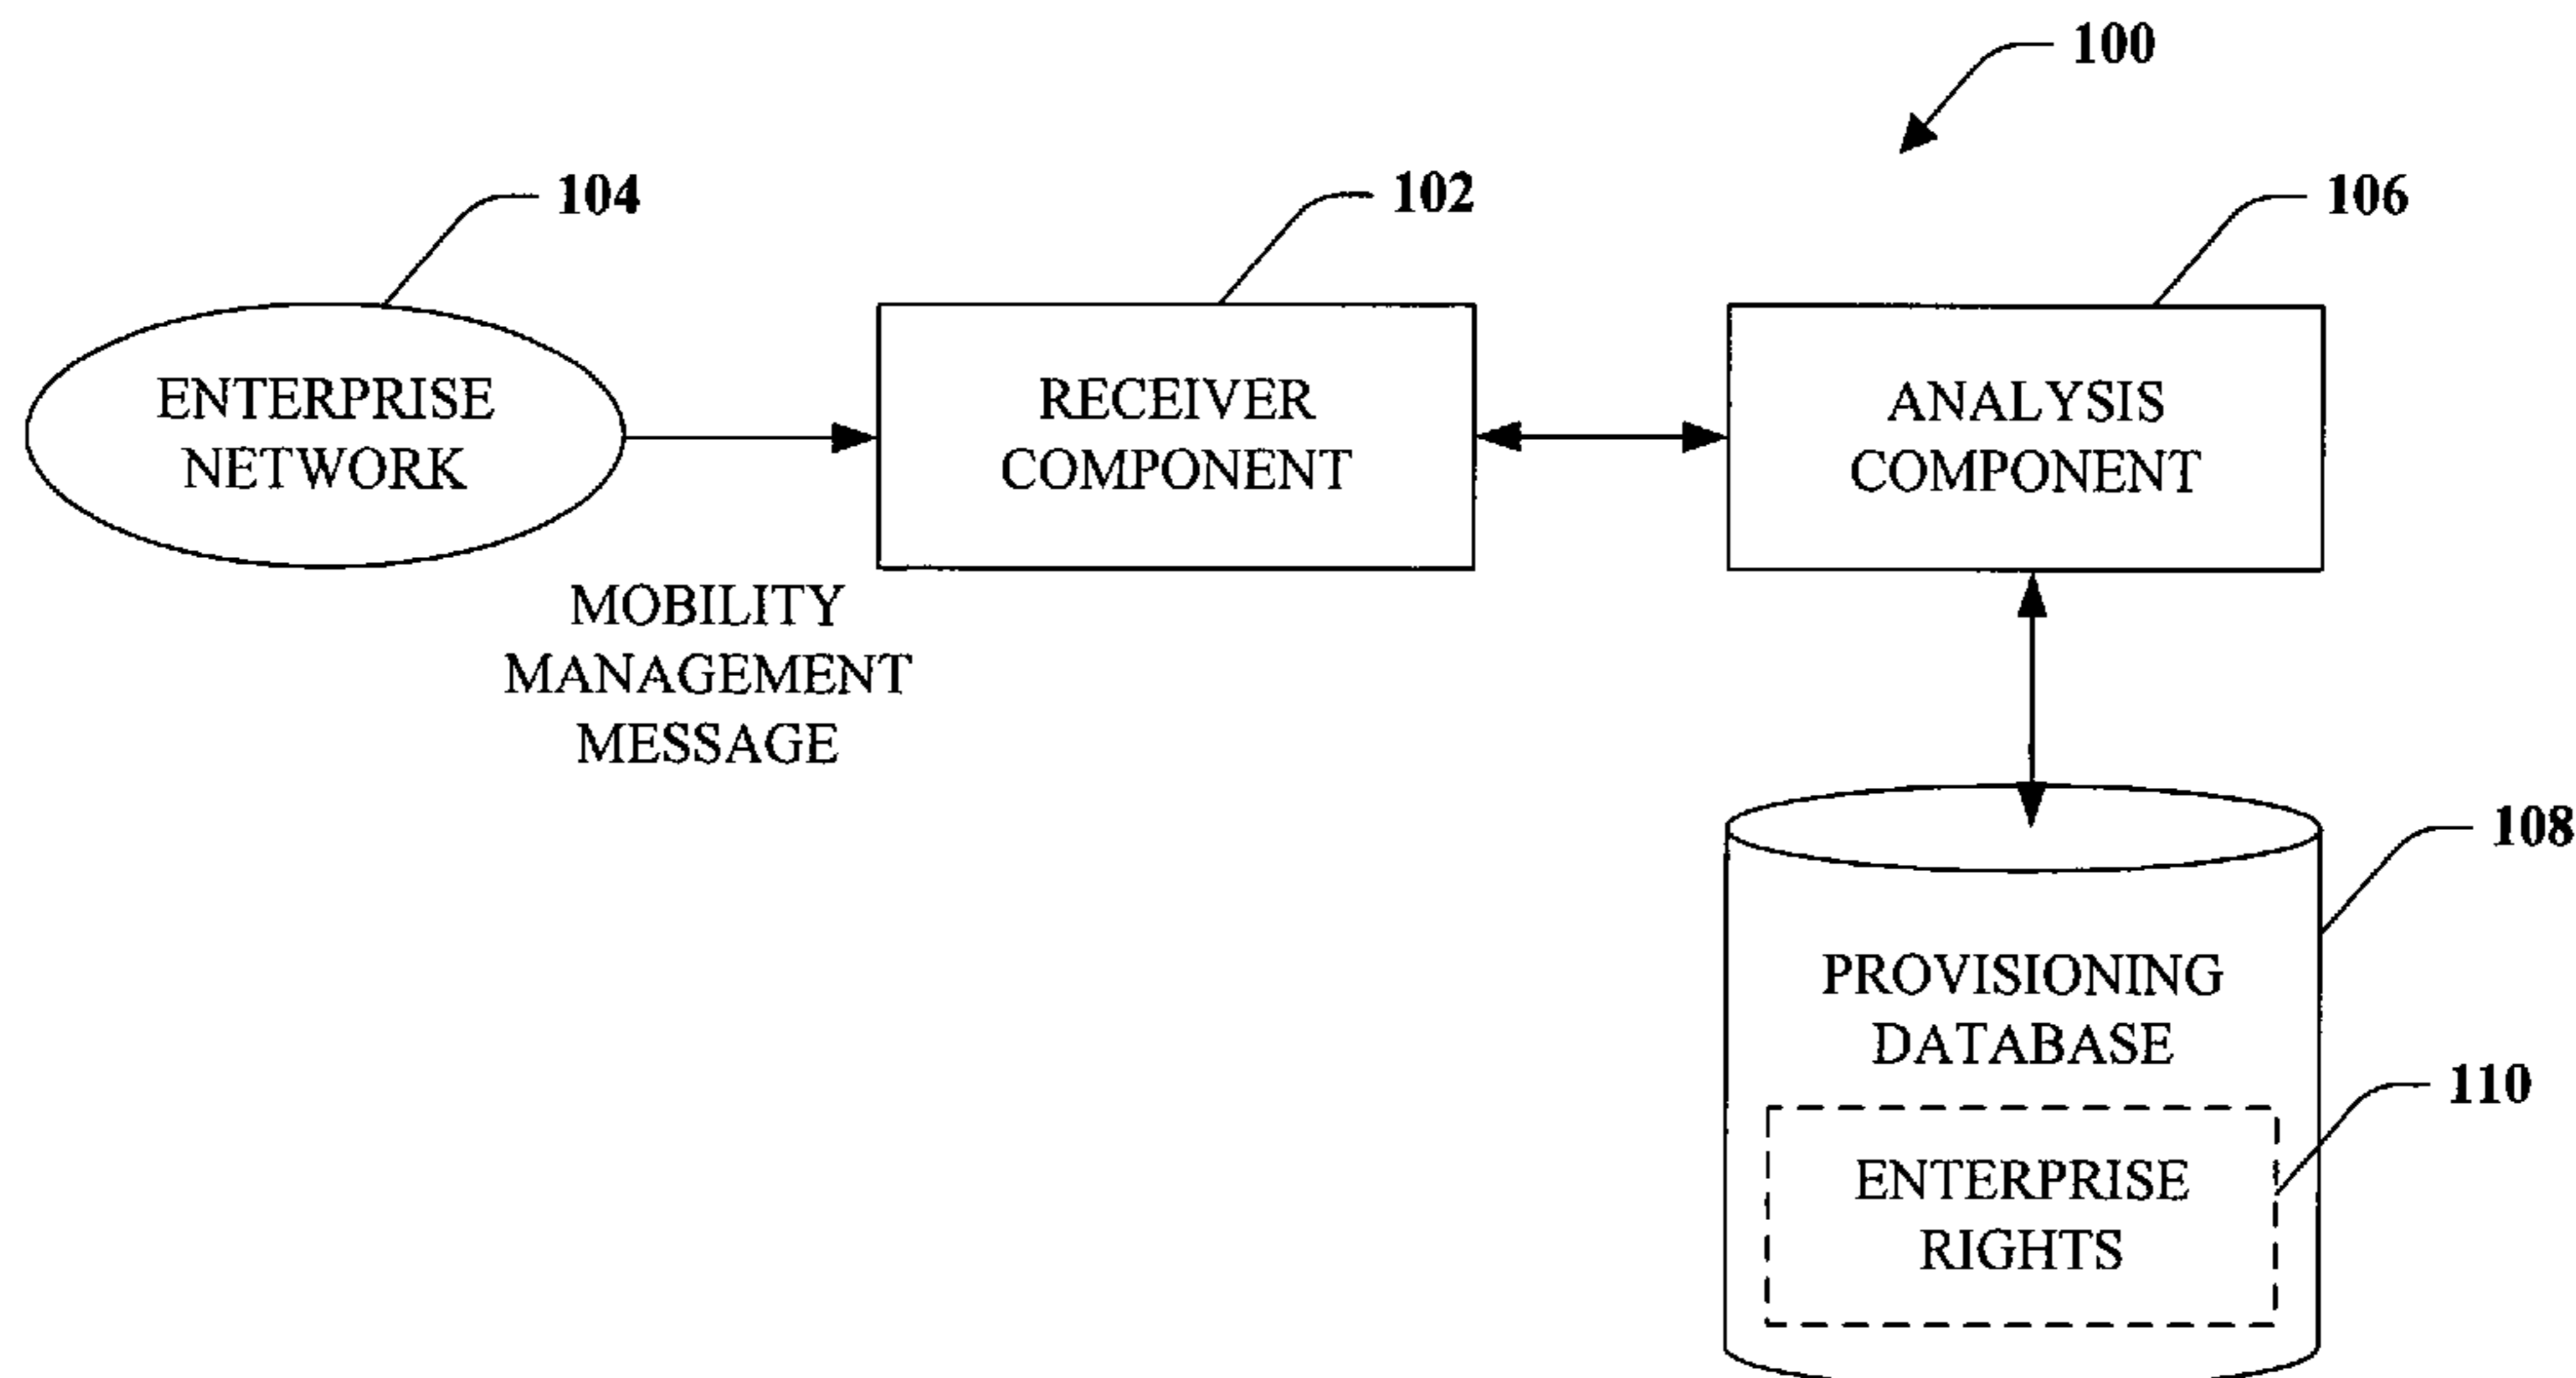 100
104
102
106
ENTERPRISE
NETWORK
RECEIVER
COMPONENT
ANALYSIS
COMPONENT
MOBILITY
MANAGEMENT
MESSAGE
108
PROVISIONING
DATABASE
110
ENTERPRISE
RIGHTS